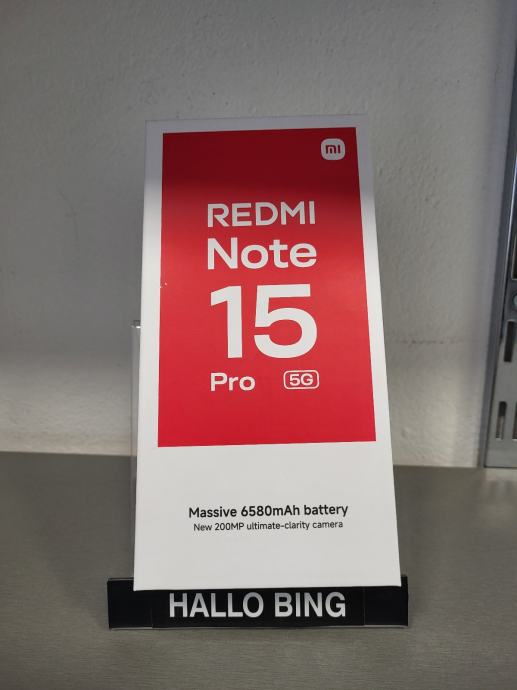 mi
REDMI
Note
15
Pro 5G
Massive 6580mAh battery
New 200MP ultimate-clarity camera
HALLO BING